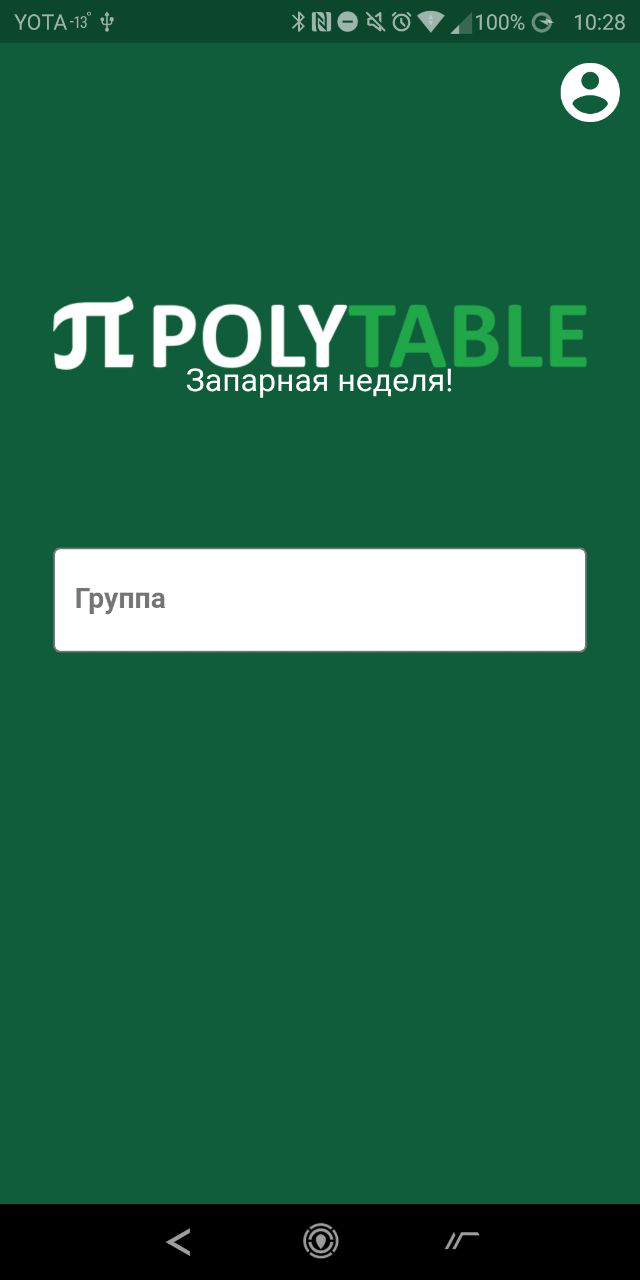 YOTA -13° 100% 10:28
π POLYTABLE
Запарная неделя!
Группа